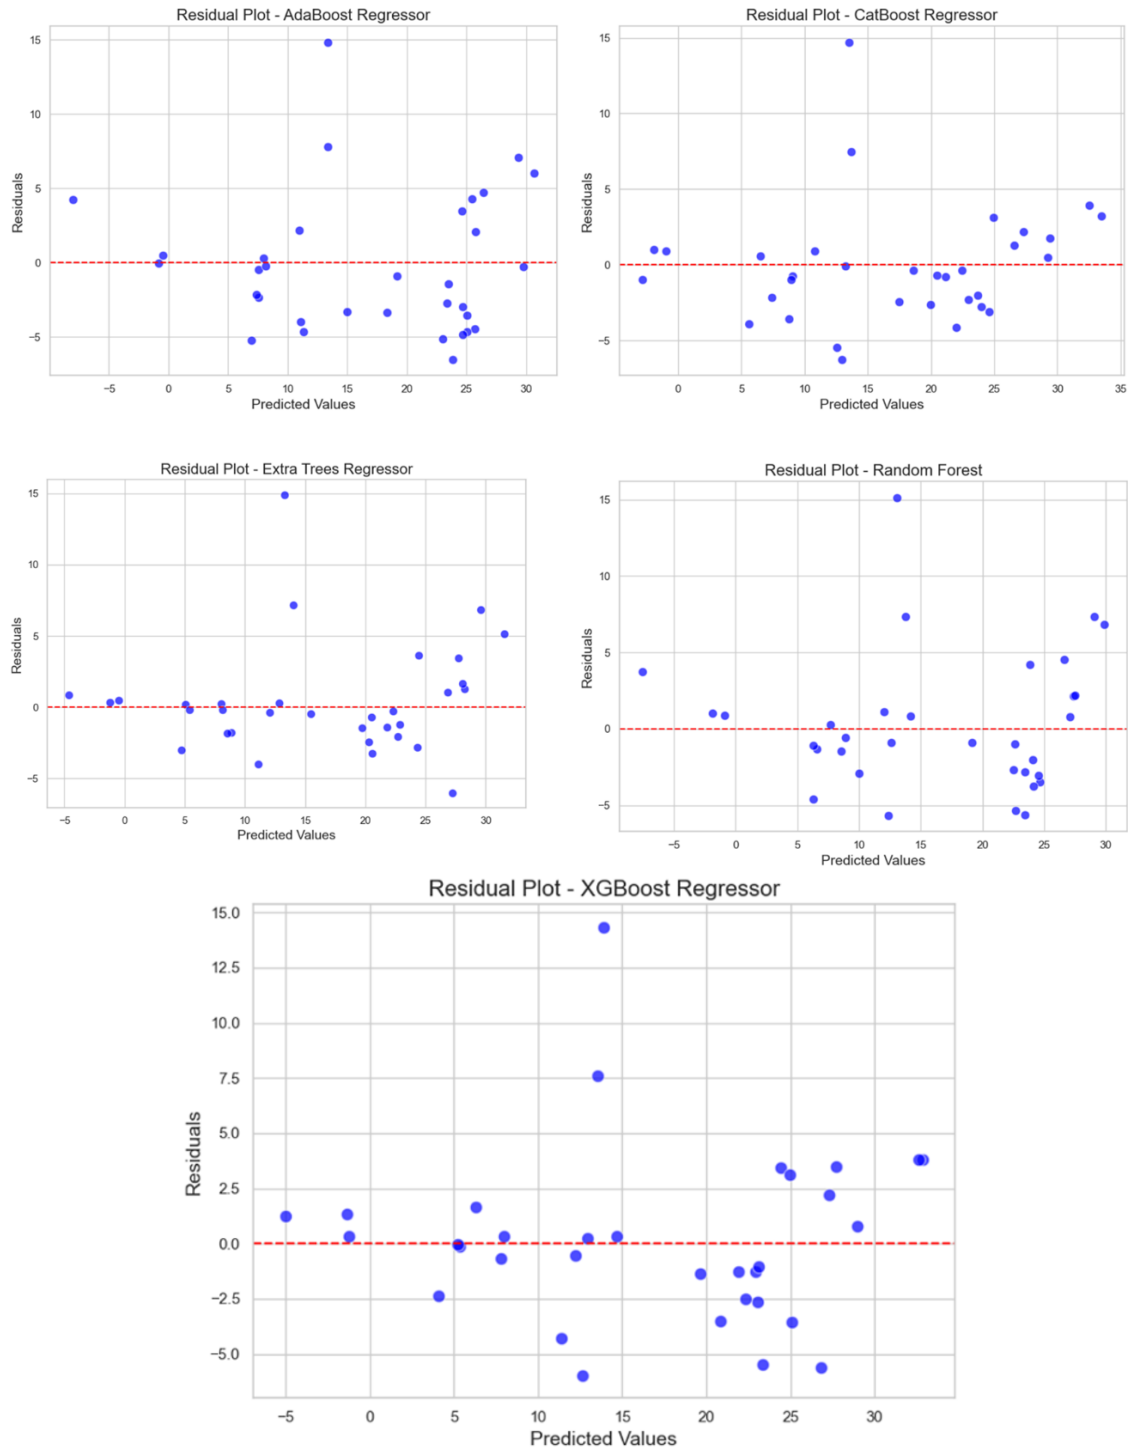 Residual Plot - AdaBoost Regressor
15
10
5
0
−5
Residuals
−5 0 5 10 15 20 25 30
Predicted Values
Residual Plot - CatBoost Regressor
15
10
5
0
−5
Residuals
0 5 10 15 20 25 30 35
Predicted Values
Residual Plot - Extra Trees Regressor
15
10
5
0
−5
Residuals
−5 0 5 10 15 20 25 30
Predicted Values
Residual Plot - Random Forest
15
10
5
0
−5
Residuals
−5 0 5 10 15 20 25 30
Predicted Values
Residual Plot - XGBoost Regressor
15.0
12.5
10.0
7.5
5.0
2.5
0.0
−2.5
−5.0
Residuals
−5 0 5 10 15 20 25 30
Predicted Values